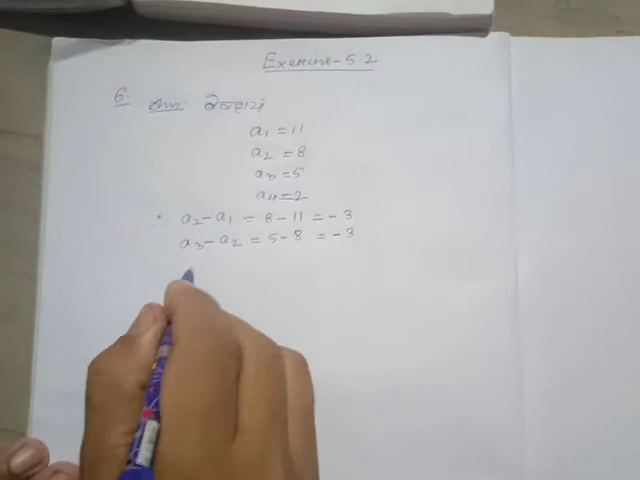 Exercise-5.2
6. Ans:
a₁ = 11
a₂ = 8
a₃ = 5
a₄ = 2
∴ a₂ - a₁ = 8 - 11 = -3
a₃ - a₂ = 5 - 8 = -3